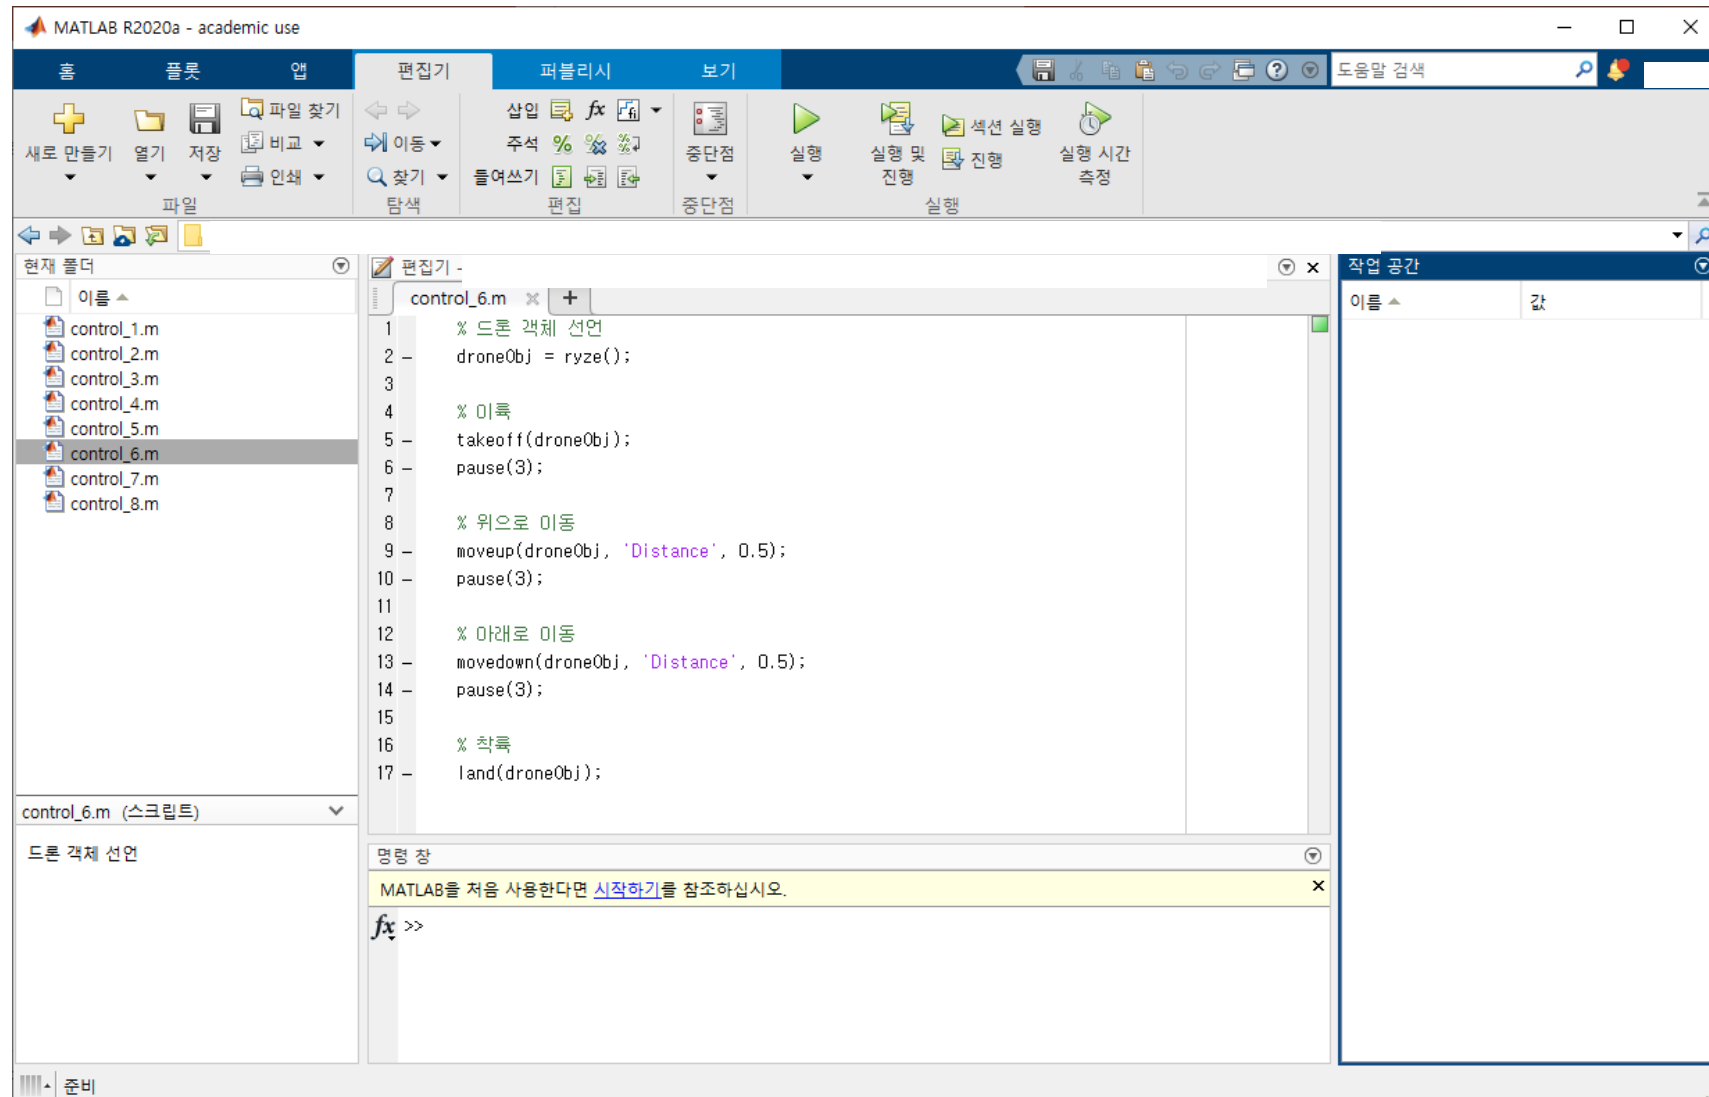 MATLAB R2020a - academic use
홈 플롯 앱 편집기 퍼블리시 보기 도움말 검색
새로 만들기 열기 저장 파일 찾기 비교 인쇄
파일
이동 찾기
탐색
삽입 fx fi
주석 % % %
들여쓰기
편집
중단점
중단점
실행 실행 및 진행 섹션 실행 진행 실행 시간 측정
실행
현재 폴더
이름
control_1.m
control_2.m
control_3.m
control_4.m
control_5.m
control_6.m
control_7.m
control_8.m
control_6.m (스크립트)
드론 객체 선언
편집기 -
control_6.m
1 % 드론 객체 선언
2 – droneObj = ryze();
3
4 % 이륙
5 – takeoff(droneObj);
6 – pause(3);
7
8 % 위으로 이동
9 – moveup(droneObj, 'Distance', 0.5);
10 – pause(3);
11
12 % 아래로 이동
13 – movedown(droneObj, 'Distance', 0.5);
14 – pause(3);
15
16 % 착륙
17 – land(droneObj);
명령 창
MATLAB을 처음 사용한다면 시작하기를 참조하십시오.
fx >>
작업 공간
이름 값
준비